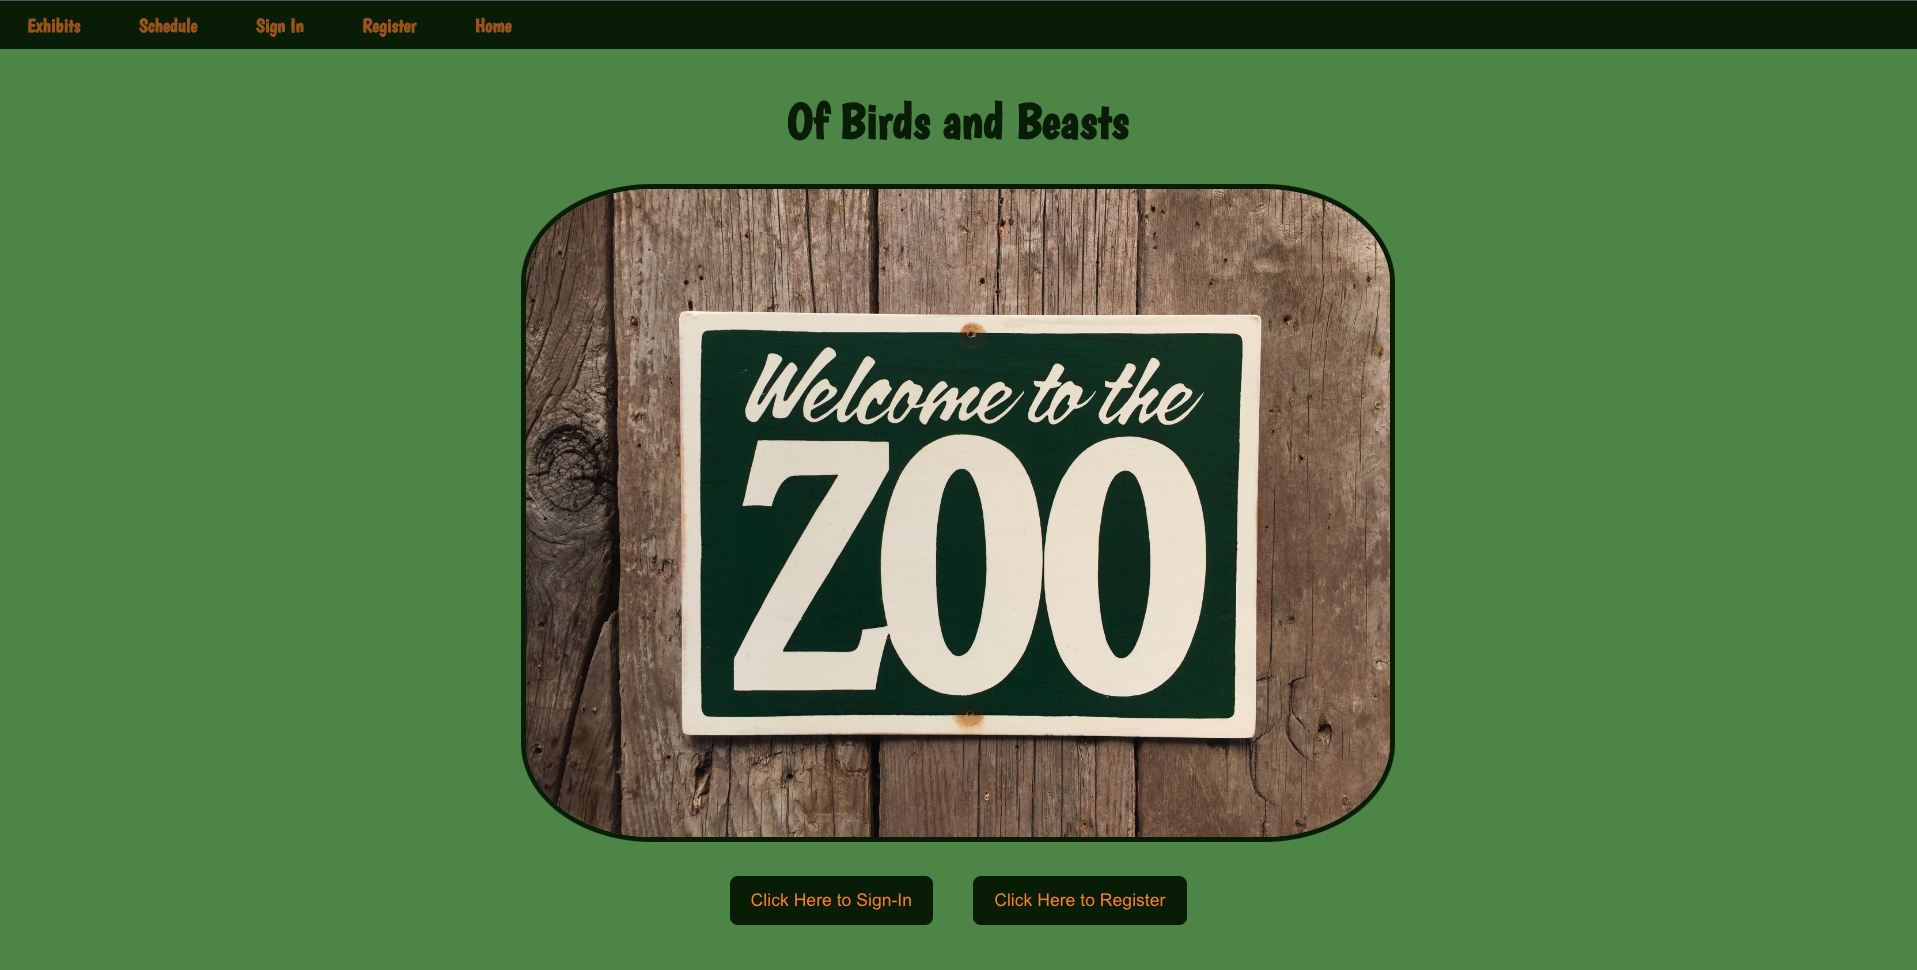 Exhibits Schedule Sign In Register Home
Of Birds and Beasts
Welcome to the
ZOO
Click Here to Sign-In Click Here to Register